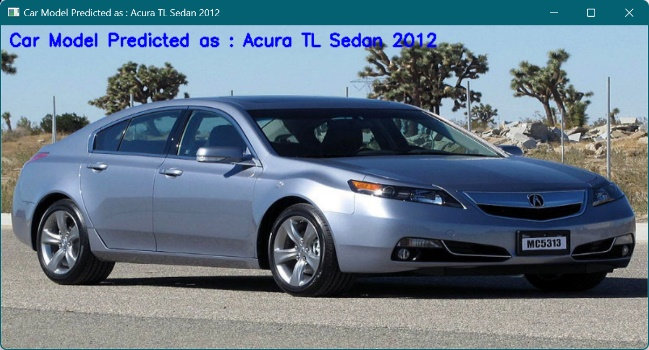 Car Model Predicted as : Acura TL Sedan 2012
Car Model Predicted as : Acura TL Sedan 2012
MC5313